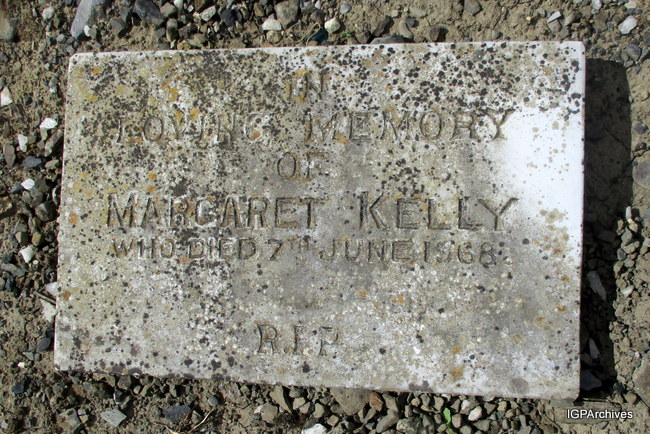 IN
LOVING MEMORY
OF
MARGARET KELLY
WHO DIED 7TH JUNE 1968
R.I.P.
IGPArchives